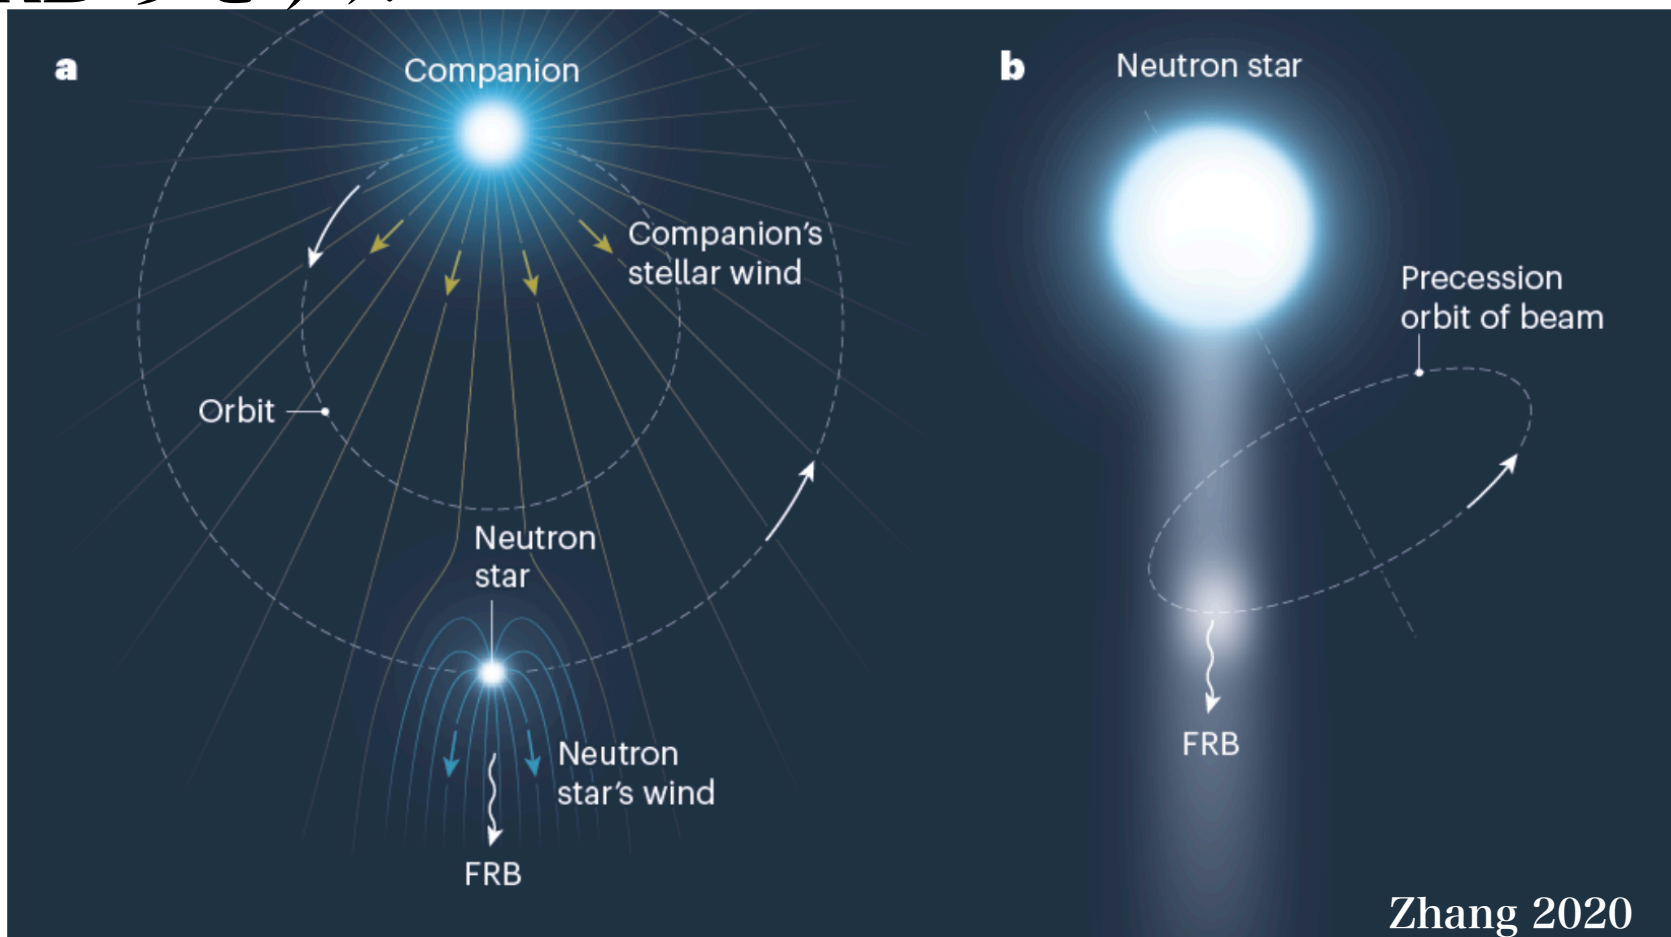 a
Companion
Companion's
stellar wind
Orbit
Neutron
star
Neutron
star's wind
FRB
b
Neutron star
Precession
orbit of beam
FRB
Zhang 2020